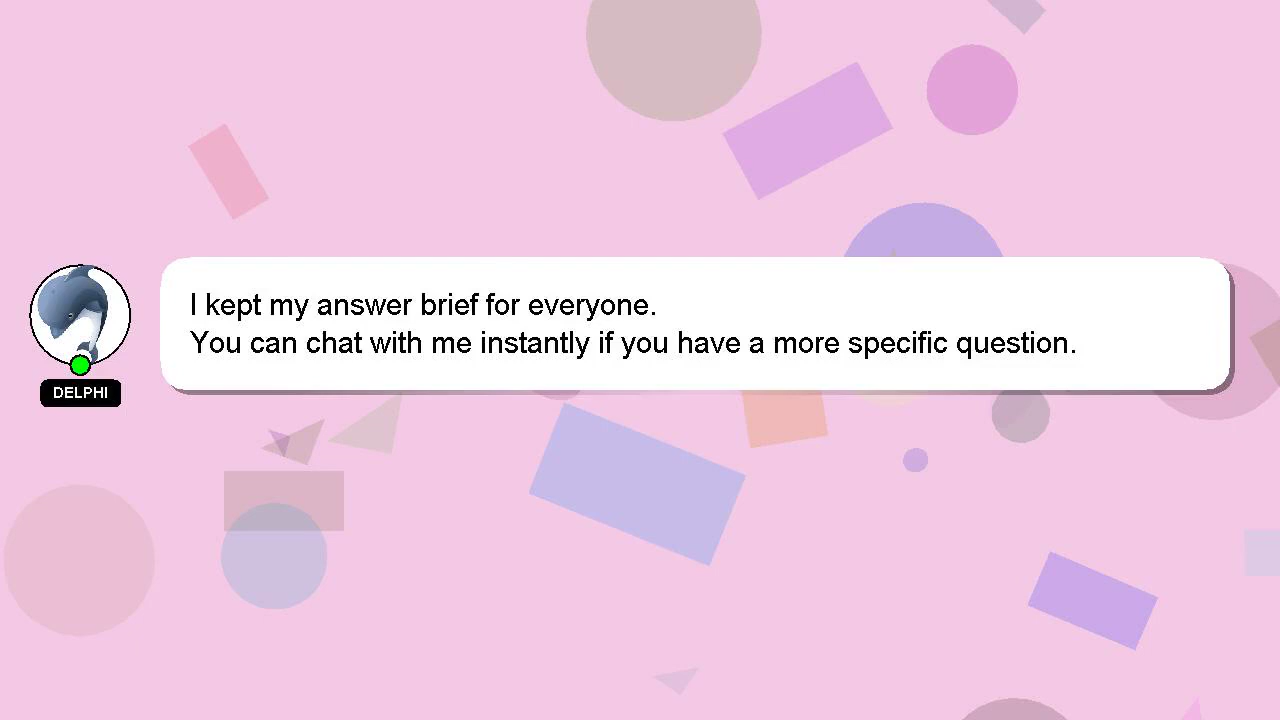 I kept my answer brief for everyone.
You can chat with me instantly if you have a more specific question.
DELPHI